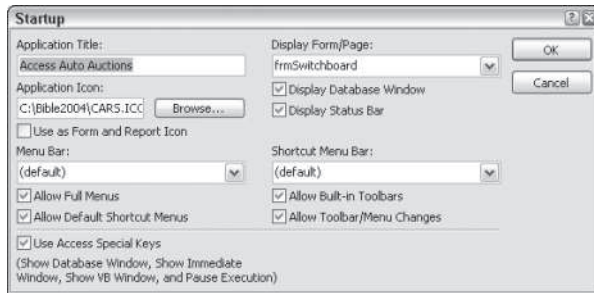 Startup
Application Title:
Display Form/Page:
OK
Access Auto Auctions
frmSwitchboard
Application Icon:
Display Database Window
Cancel
C:\Bible2004\CARS.ICO
Browse...
Display Status Bar
Use as Form and Report Icon
Menu Bar:
Shortcut Menu Bar:
(default)
(default)
Allow Full Menus
Allow Built-in Toolbars
Allow Default Shortcut Menus
Allow Toolbar/Menu Changes
Use Access Special Keys
(Show Database Window, Show Immediate
Window, Show VB Window, and Pause Execution)